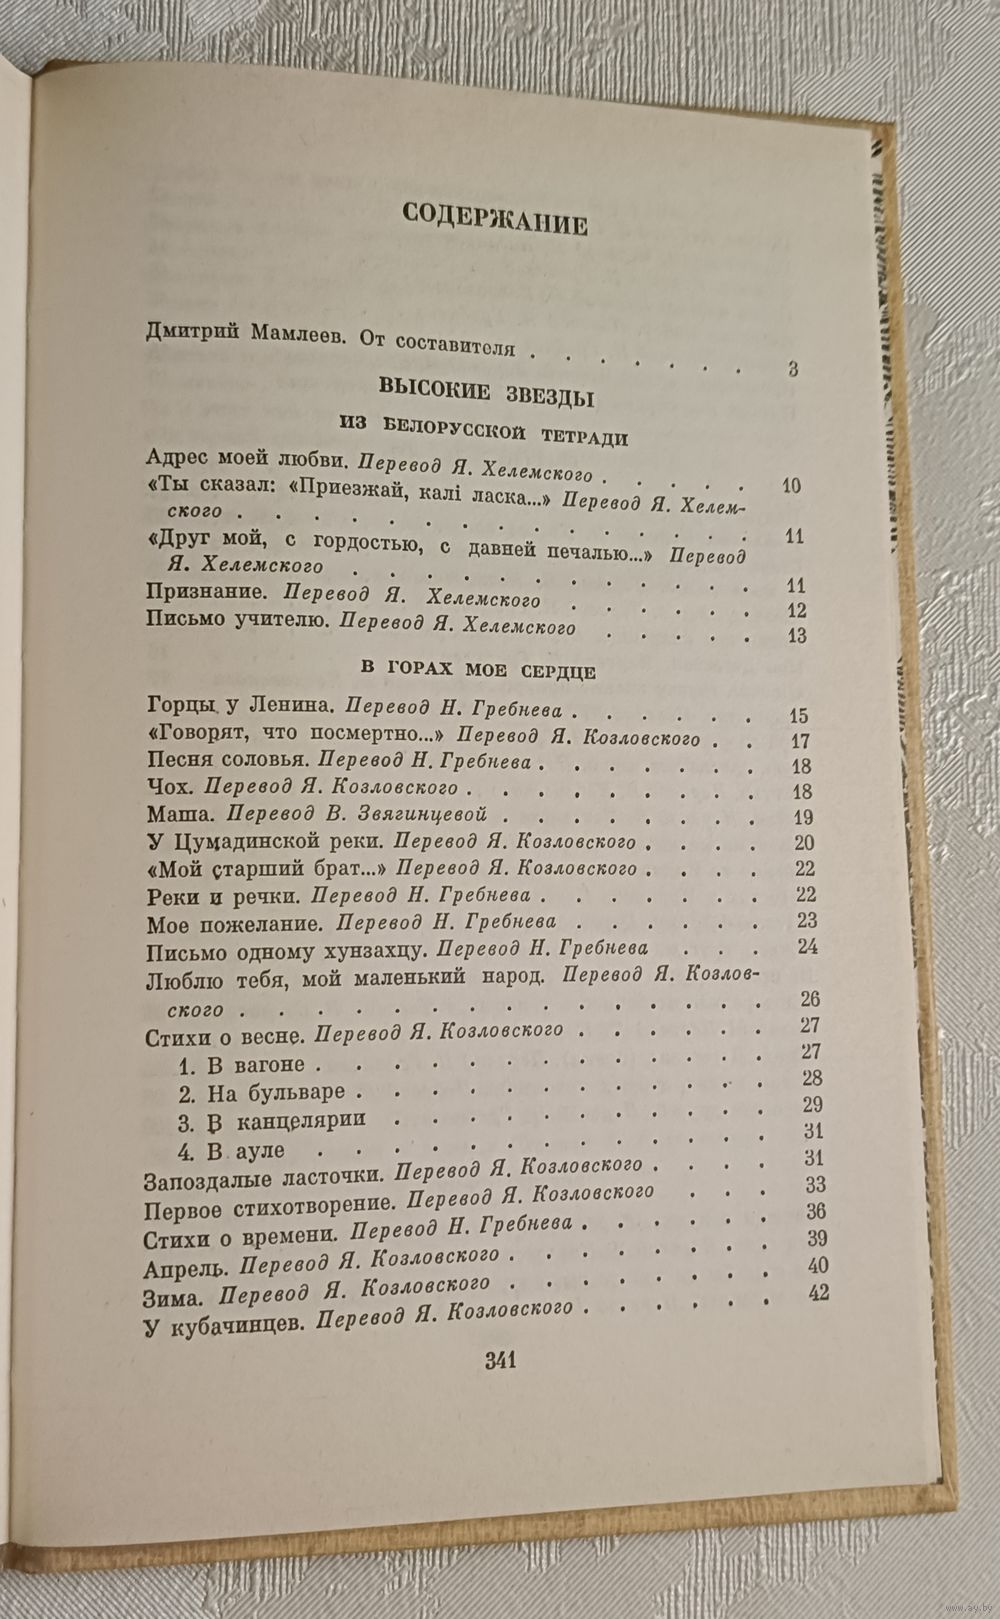 СОДЕРЖАНИЕ
Дмитрий Мамлеев. От составителя . . . . . . . 3
ВЫСОКИЕ ЗВЕЗДЫ
ИЗ БЕЛОРУССКОЙ ТЕТРАДИ
Адрес моей любви. Перевод Я. Хелемского . . . . . 10
«Ты сказал: «Приезжай, калі ласка...» Перевод Я. Хелем-
ского . . . . . . . . . . . . . . 11
«Друг мой, с гордостью, с давней печалью...» Перевод
Я. Хелемского . . . . . . . . . . . 11
Признание. Перевод Я. Хелемского . . . . . . 12
Письмо учителю. Перевод Я. Хелемского . . . . . 13
В ГОРАХ МОЕ СЕРДЦЕ
Горцы у Ленина. Перевод Н. Гребнева . . . . . . 15
«Говорят, что посмертно...» Перевод Я. Козловского . . 17
Песня соловья. Перевод Н. Гребнева . . . . . . . 18
Чох. Перевод Я. Козловского . . . . . . . . . 18
Маша. Перевод В. Звягинцевой . . . . . . . . 19
У Цумадинской реки. Перевод Я. Козловского . . . . 20
«Мой старший брат...» Перевод Я. Козловского . . . . 22
Реки и речки. Перевод Н. Гребнева . . . . . . . 22
Мое пожелание. Перевод Н. Гребнева . . . . . . 23
Письмо одному хунзахцу. Перевод Н. Гребнева . . . 24
Люблю тебя, мой маленький народ. Перевод Я. Козлов-
ского . . . . . . . . . . . . . . 26
Стихи о весне. Перевод Я. Козловского . . . . . . 27
1. В вагоне . . . . . . . . . . . . 27
2. На бульваре . . . . . . . . . . . 28
3. В канцелярии . . . . . . . . . . 29
4. В ауле . . . . . . . . . . . . 31
Запоздалые ласточки. Перевод Я. Козловского . . . . 31
Первое стихотворение. Перевод Я. Козловского . . . 33
Стихи о времени. Перевод Н. Гребнева . . . . . . 36
Апрель. Перевод Я. Козловского . . . . . . . . 39
Зима. Перевод Я. Козловского . . . . . . . . 40
У кубачинцев. Перевод Я. Козловского . . . . . . 42
341
www.ay.by